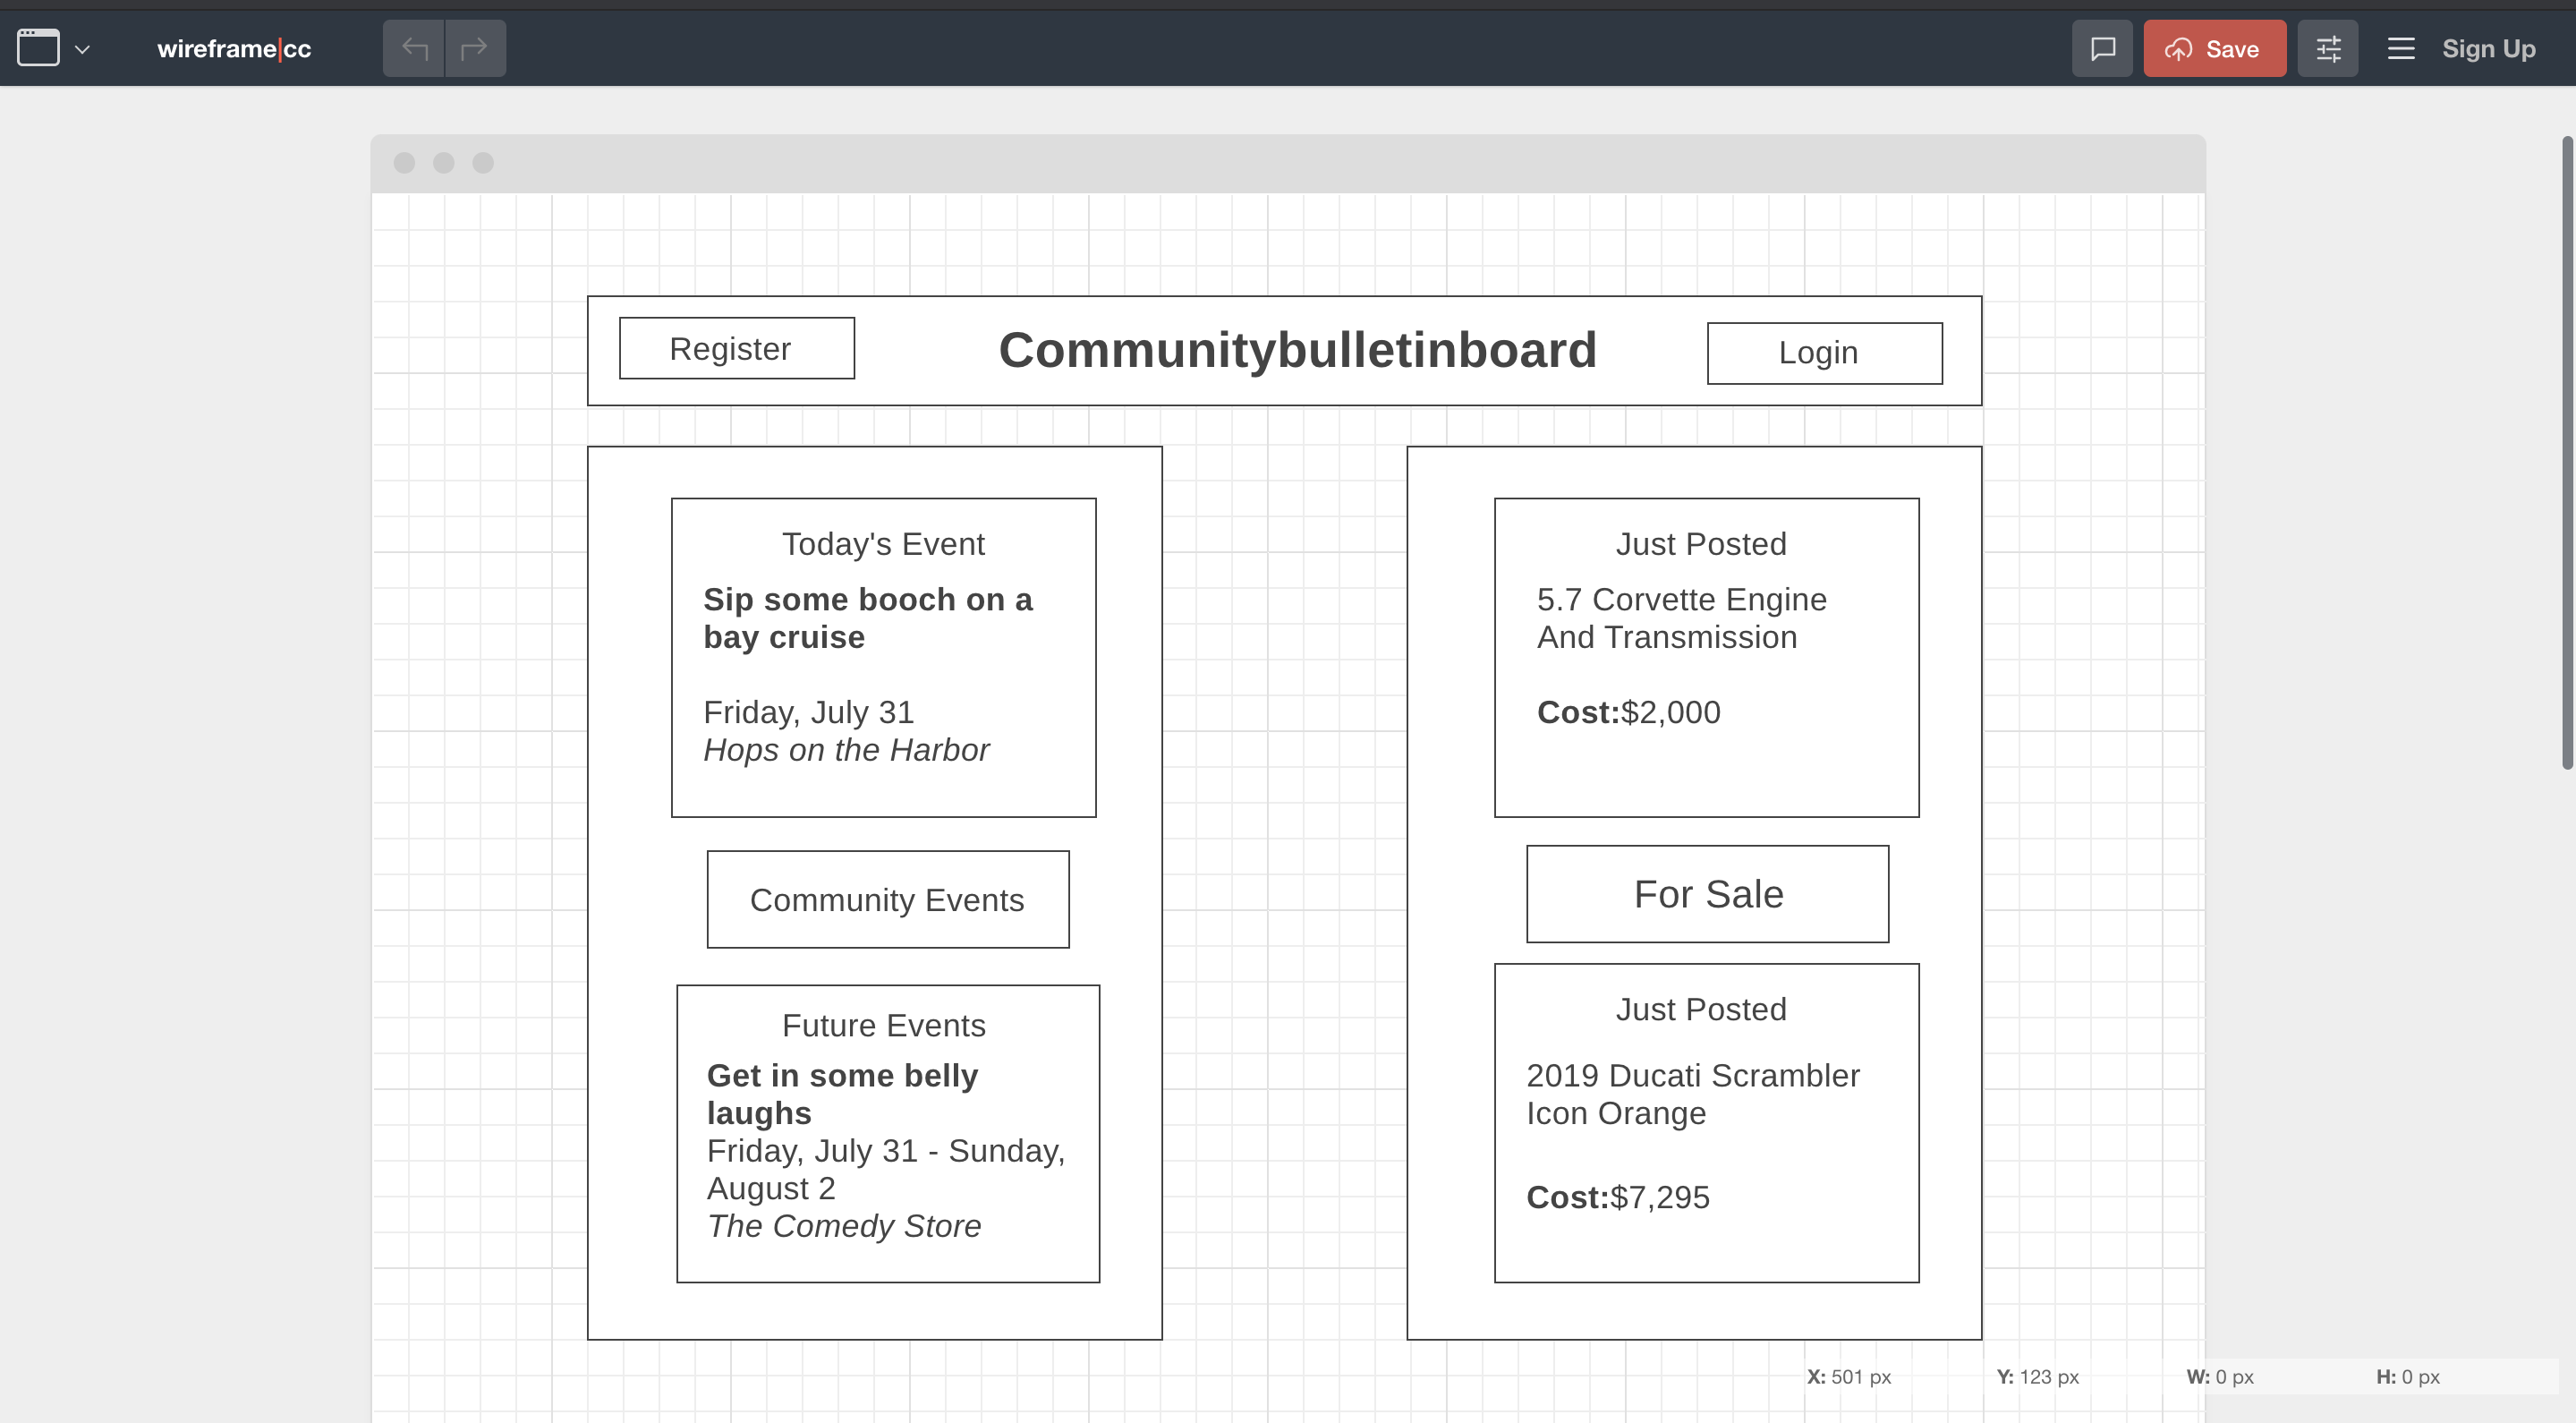 wireframe|cc
Save
Sign Up
Register
Communitybulletinboard
Login
Today's Event
Sip some booch on a
bay cruise
Friday, July 31
Hops on the Harbor
Community Events
Future Events
Get in some belly
laughs
Friday, July 31 - Sunday,
August 2
The Comedy Store
Just Posted
5.7 Corvette Engine
And Transmission
Cost:$2,000
For Sale
Just Posted
2019 Ducati Scrambler
Icon Orange
Cost:$7,295
X: 501 px Y: 123 px W: 0 px H: 0 px